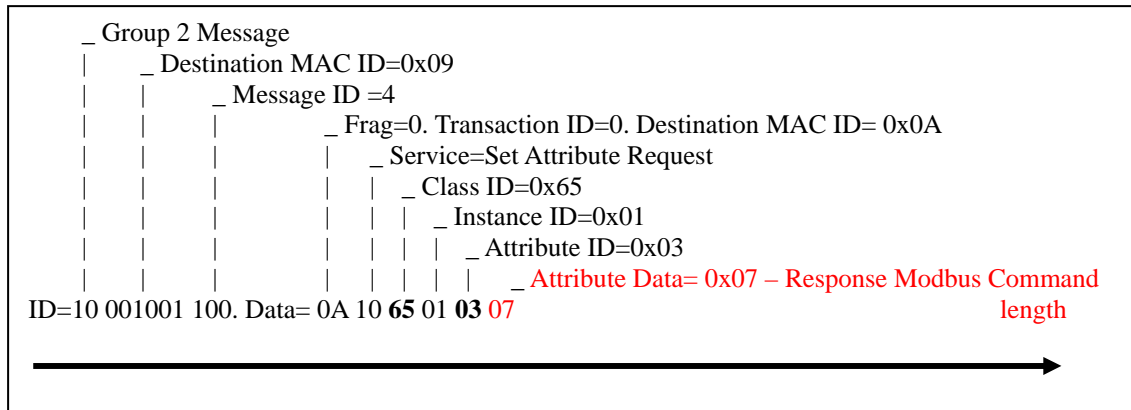 _ Group 2 Message
| _ Destination MAC ID=0x09
| | _ Message ID =4
| | | _ Frag=0. Transaction ID=0. Destination MAC ID= 0x0A
| | | | _ Service=Set Attribute Request
| | | | | _ Class ID=0x65
| | | | | | _ Instance ID=0x01
| | | | | | | _ Attribute ID=0x03
| | | | | | | | _ Attribute Data= 0x07 – Response Modbus Command
ID=10 001001 100. Data= 0A 10 65 01 03 07 length